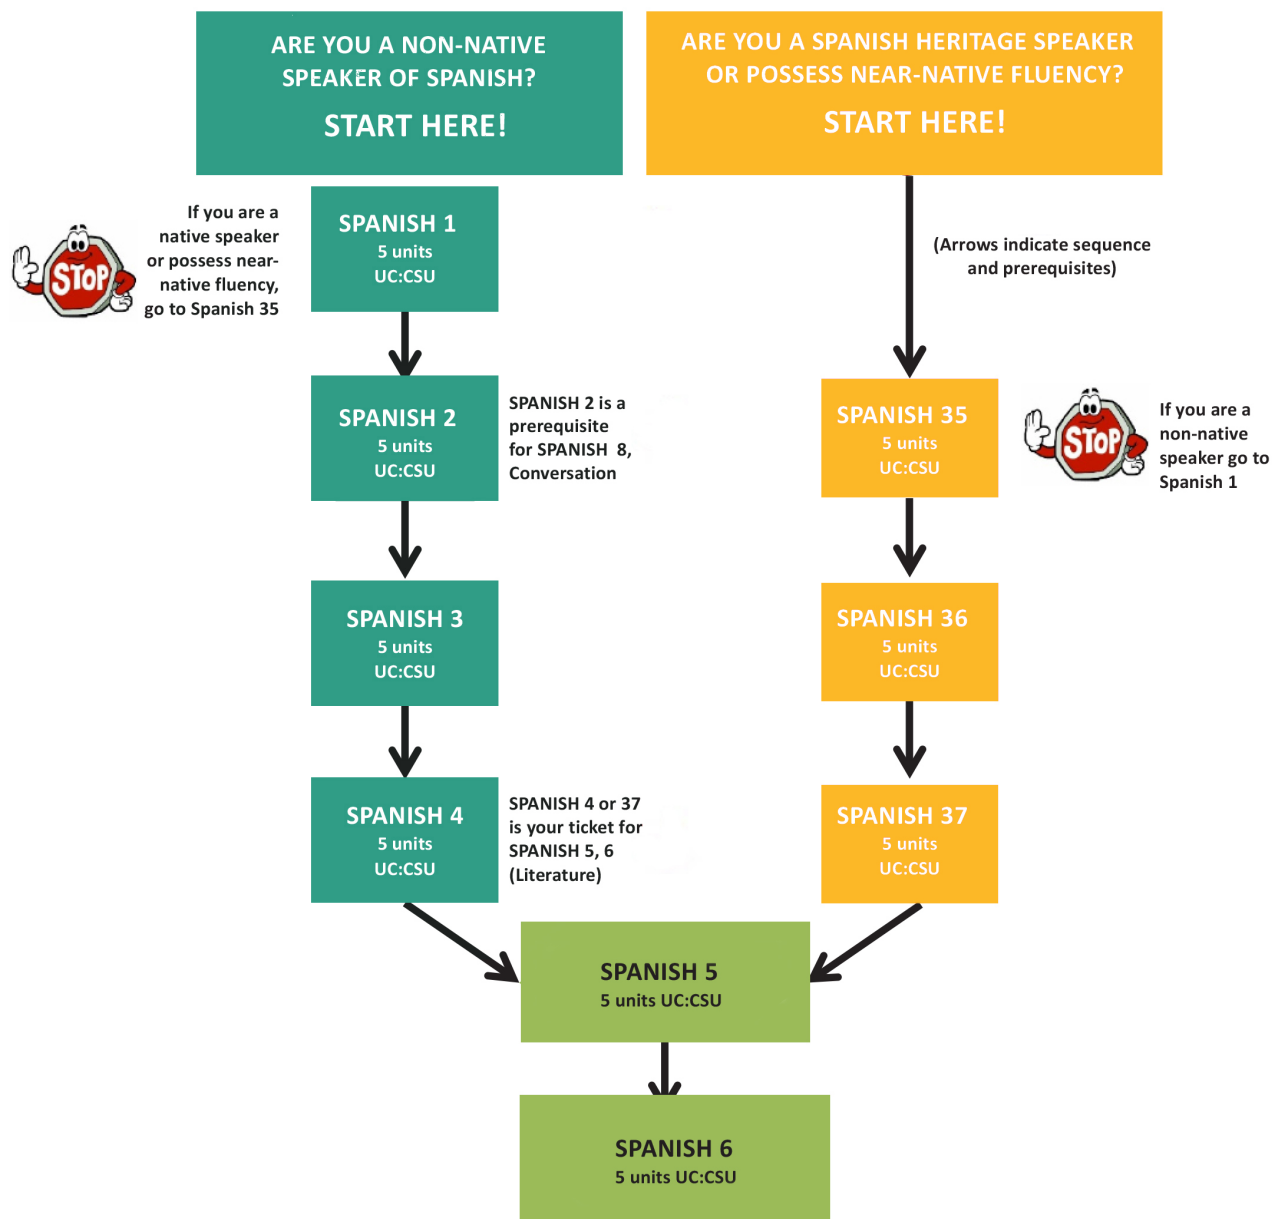 ARE YOU A NON-NATIVE
SPEAKER OF SPANISH?
START HERE!
ARE YOU A SPANISH HERITAGE SPEAKER
OR POSSESS NEAR-NATIVE FLUENCY?
START HERE!
If you are a
native speaker
or possess near-
native fluency,
go to Spanish 35
STOP
SPANISH 1
5 units
UC:CSU
(Arrows indicate sequence
and prerequisites)
SPANISH 2
5 units
UC:CSU
SPANISH 2 is a
prerequisite
for SPANISH 8,
Conversation
SPANISH 35
5 units
UC:CSU
STOP
If you are a
non-native
speaker go to
Spanish 1
SPANISH 3
5 units
UC:CSU
SPANISH 36
5 units
UC:CSU
SPANISH 4
5 units
UC:CSU
SPANISH 4 or 37
is your ticket for
SPANISH 5, 6
(Literature)
SPANISH 37
5 units
UC:CSU
SPANISH 5
5 units UC:CSU
SPANISH 6
5 units UC:CSU